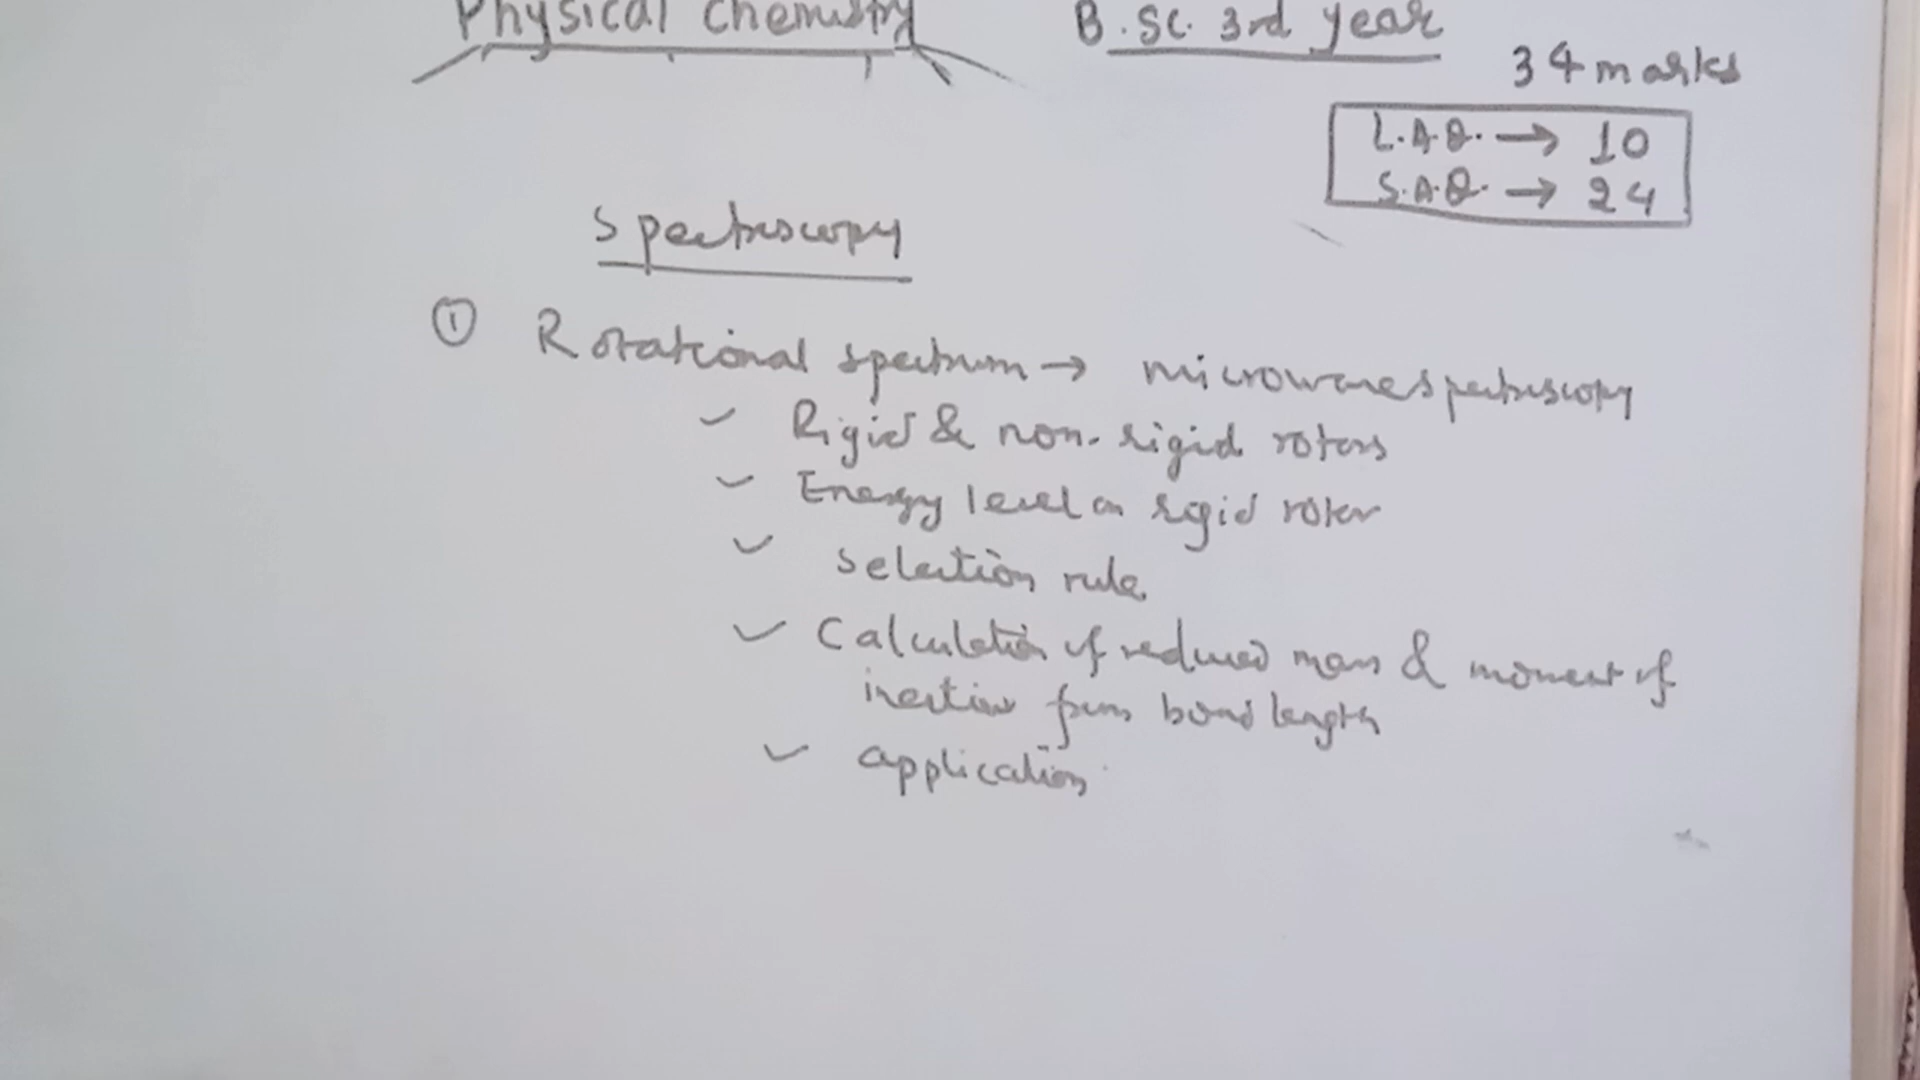 Physical Chemistry B.Sc. 3rd year
34 marks
L.A.Q. → 10
S.A.Q. → 24
Spectroscopy
① Rotational spectrum → microwave spectroscopy
✓ Rigid & non-rigid rotors
✓ Energy level on rigid rotor
✓ selection rule
✓ Calculation of reduced mass & moment of
inertia from bond length
✓ application